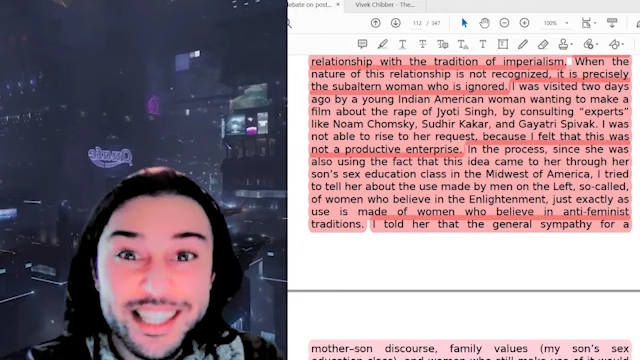 ebate on post...
Vivek Chibber - The...
112 / 347
100%
relationship with the tradition of imperialism. When the
nature of this relationship is not recognized, it is precisely
the subaltern woman who is ignored. I was visited two days
ago by a young Indian American woman wanting to make a
film about the rape of Jyoti Singh, by consulting “experts”
like Noam Chomsky, Sudhir Kakar, and Gayatri Spivak. I was
not able to rise to her request, because I felt that this was
not a productive enterprise. In the process, since she was
also using the fact that this idea came to her through her
son’s sex education class in the Midwest of America, I tried
to tell her about the use made by men on the Left, so-called,
of women who believe in the Enlightenment, just exactly as
use is made of women who believe in anti-feminist
traditions. I told her that the general sympathy for a
mother–son discourse, family values (my son’s sex
education class), and women who still make use of it would